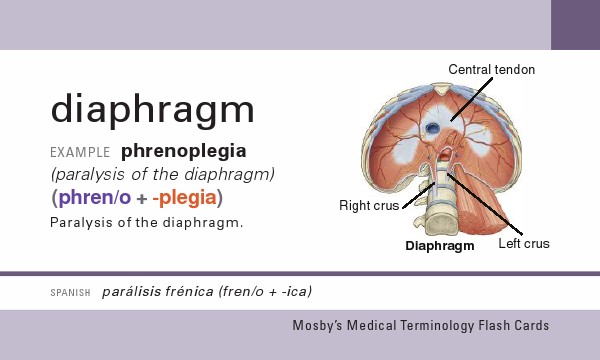 diaphragm
EXAMPLE phrenoplegia
(paralysis of the diaphragm)
(phren/o + -plegia)
Paralysis of the diaphragm.
Central tendon
Right crus
Left crus
Diaphragm
SPANISH parálisis frénica (fren/o + -ica)
Mosby's Medical Terminology Flash Cards